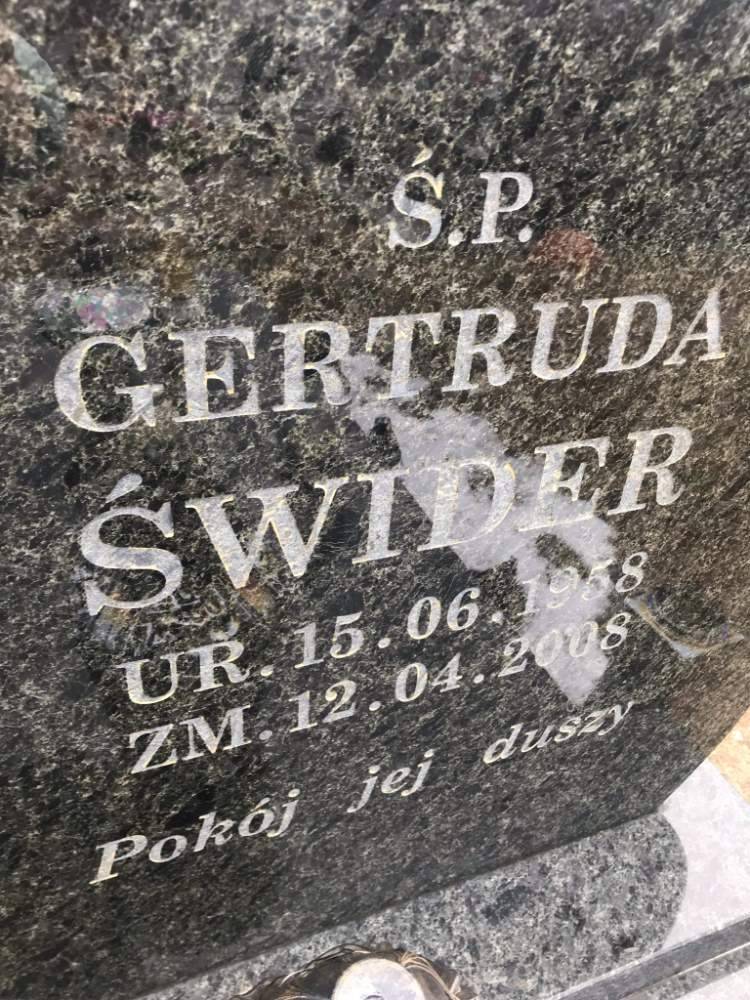 Ś.P.
GERTRUDA
ŚWIDER
UR. 15.06.1958
ZM. 12.04.2008
Pokój jej duszy